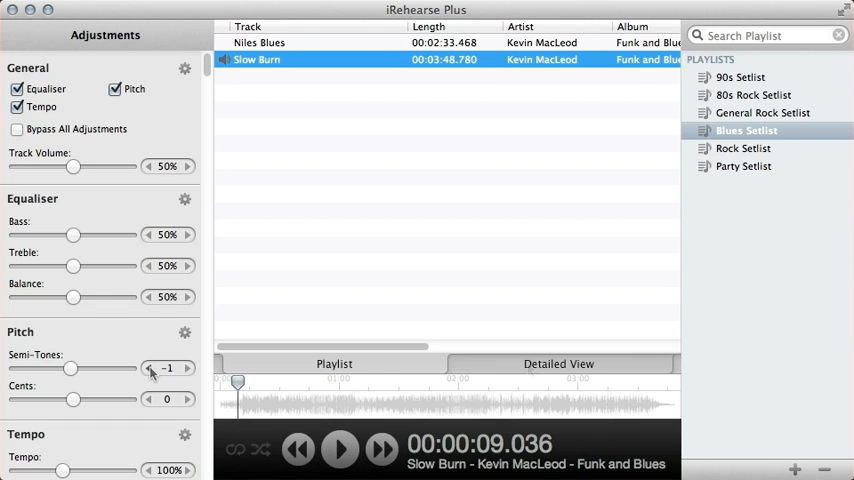 iRehearse Plus
Adjustments
General
Equaliser
Pitch
Tempo
Bypass All Adjustments
Track Volume:
50%
Equaliser
Bass:
50%
Treble:
50%
Balance:
50%
Pitch
Semi-Tones:
-1
Cents:
0
Tempo
Tempo:
100%
Track Length Artist Album
Niles Blues 00:02:33.468 Kevin MacLeod Funk and Blue
Slow Burn 00:03:48.780 Kevin MacLeod Funk and Blue
Playlist
Detailed View
01:00 02:00 03:00
00:00:09.036
Slow Burn - Kevin MacLeod - Funk and Blues
Search Playlist
PLAYLISTS
90s Setlist
80s Rock Setlist
General Rock Setlist
Blues Setlist
Rock Setlist
Party Setlist